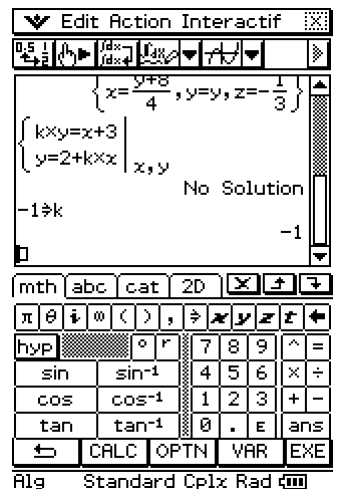 Edit Action Interactif
{x=y+8/4,y=y,z=-1/3}
{k×y=x+3
y=2+k×x|x,y
No Solution
-1⇒k
-1
mth abc cat 2D
π θ i ∞ ( ) , ⇒ x y z t ←
hyp ° r 7 8 9 ^ =
sin sin⁻¹ 4 5 6 × ÷
cos cos⁻¹ 1 2 3 + -
tan tan⁻¹ 0 . E ans
CALC OPTN VAR EXE
Alg Standard Cplx Rad